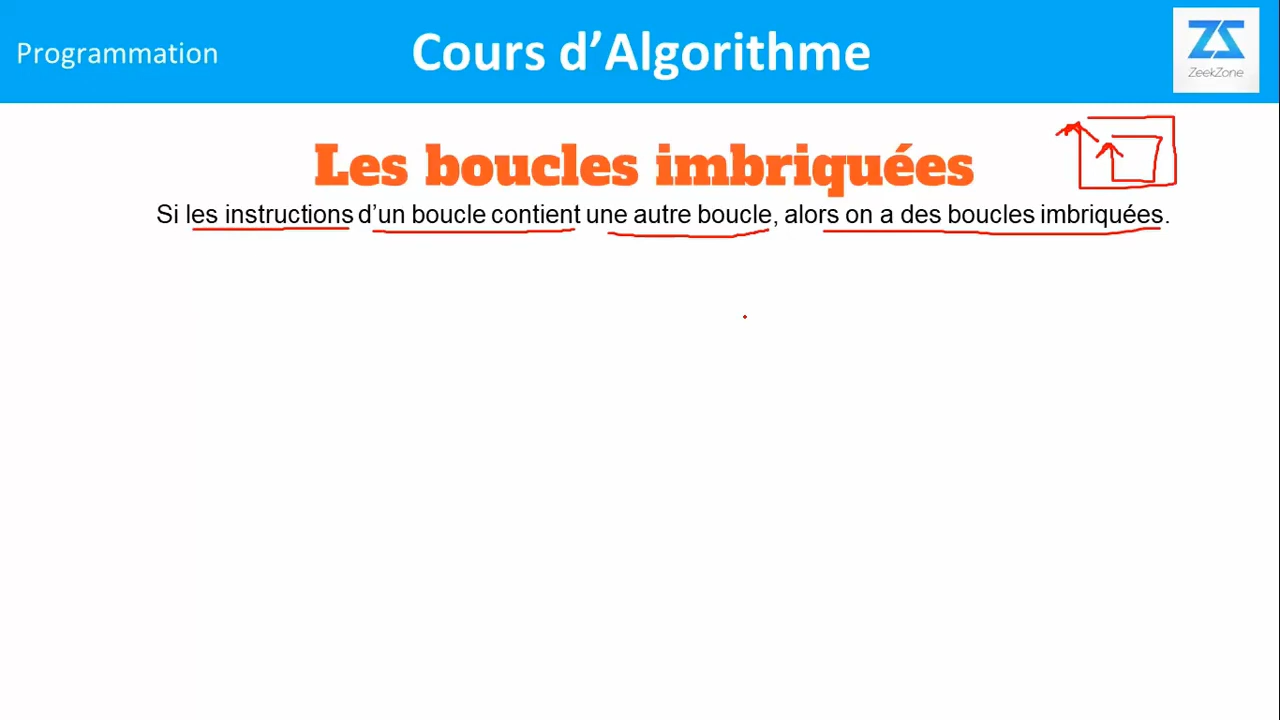 Programmation
Cours d’Algorithme
ZeekZone
Les boucles imbriquées
Si les instructions d’un boucle contient une autre boucle, alors on a des boucles imbriquées.